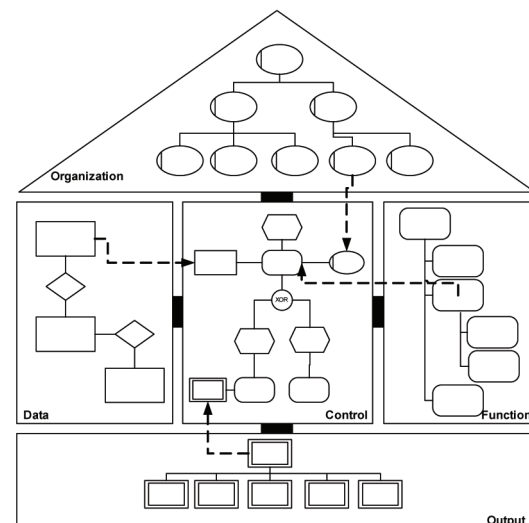 Organization
XOR
Data
Control
Function
Output